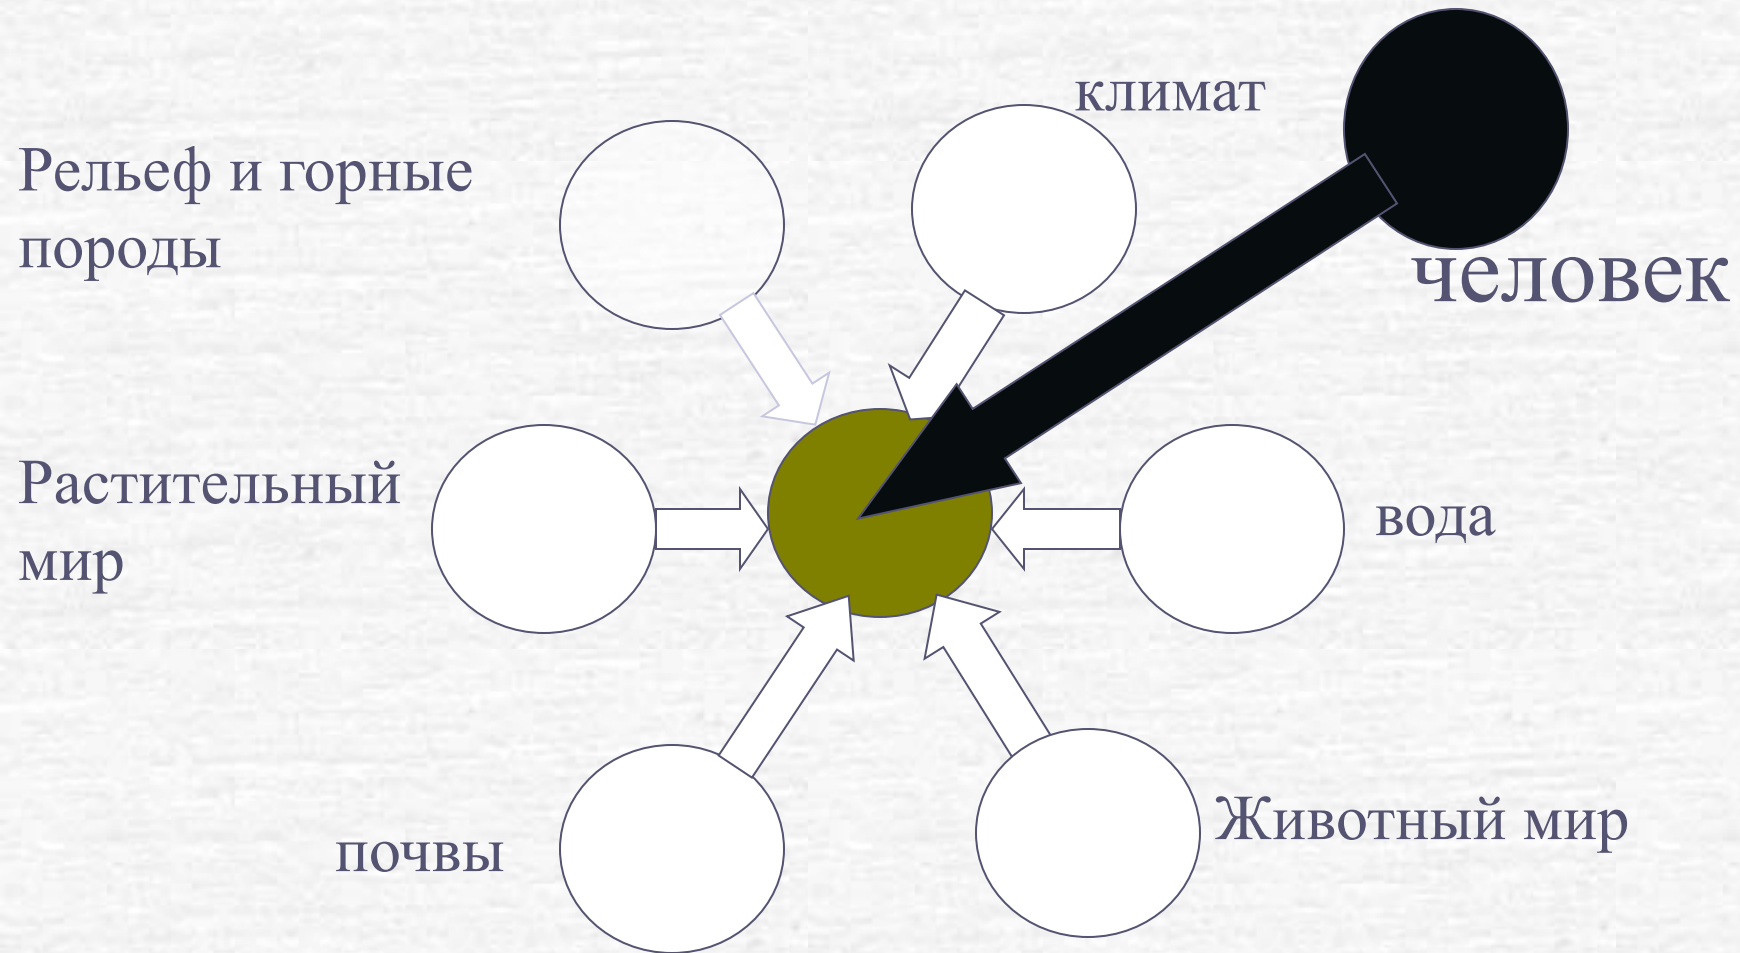 климат
Рельеф и горные
породы
человек
Растительный
мир
вода
почвы
Животный мир